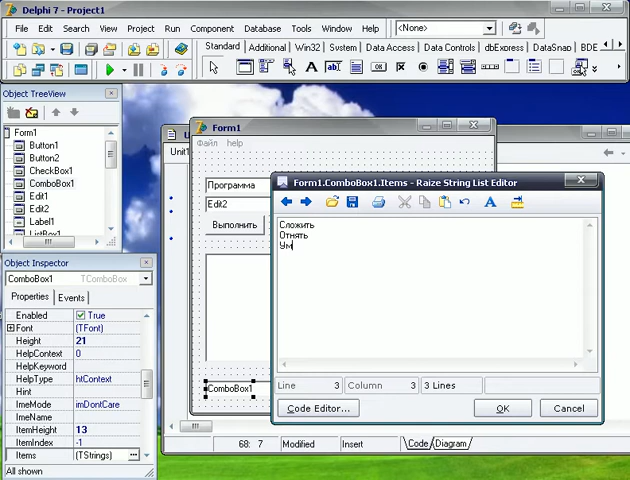 Delphi 7 - Project1
File Edit Search View Project Run Component Database Tools Window Help
<None>
Standard Additional Win32 System Data Access Data Controls dbExpress DataSnap BDE
Object TreeView
Form1
Button1
Button2
CheckBox1
ComboBox1
Edit1
Edit2
Label1
ListBox1
Unit1
Form1
Файл help
Программа
Edit2
Выполнить
ComboBox1
Form1.ComboBox1.Items - Raize String List Editor
Сложить
Отнять
Ум
Line 3 Column 3 3 Lines
Code Editor... OK Cancel
Object Inspector
ComboBox1 TComboBox
Properties Events
Enabled True
Font (TFont)
Height 21
HelpContext 0
HelpKeyword
HelpType htContext
Hint
ImeMode imDontCare
ImeName
ItemHeight 13
ItemIndex -1
Items (TStrings)
All shown
68: 7 Modified Insert Code Diagram